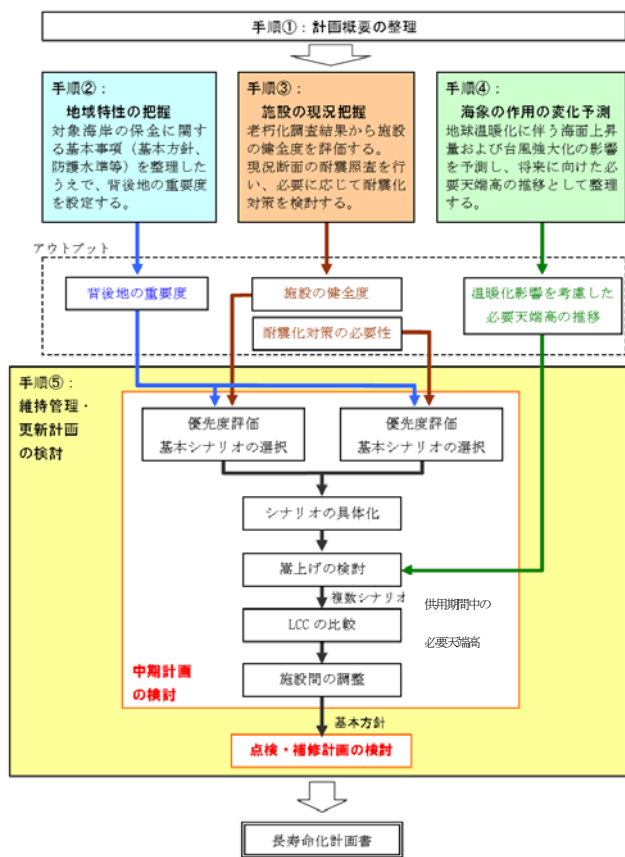 手順①：計画概要の整理
手順②：
地域特性の把握
対象海岸の保全に関す
る基本事項（基本方針、
防護水準等）を整理した
うえで、背後地の重要度
を設定する。
手順③：
施設の現況把握
老朽化調査結果から施設
の健全度を評価する。
現況断面の耐震照査を行
い、必要に応じて耐震化
対策を検討する。
手順④：
海象の作用の変化予測
地球温暖化に伴う海面上昇
量および台風強大化の影響
を予測し、将来に向けた必
要天端高の推移として整理
する。
アウトプット
背後地の重要度
施設の健全度
耐震化対策の必要性
温暖化影響を考慮した
必要天端高の推移
手順⑤：
維持管理・
更新計画
の検討
優先度評価
基本シナリオの選択
優先度評価
基本シナリオの選択
シナリオの具体化
嵩上げの検討
複数シナリオ
供用期間中の
必要天端高
LCCの比較
施設間の調整
中期計画
の検討
基本方針
点検・補修計画の検討
長寿命化計画書